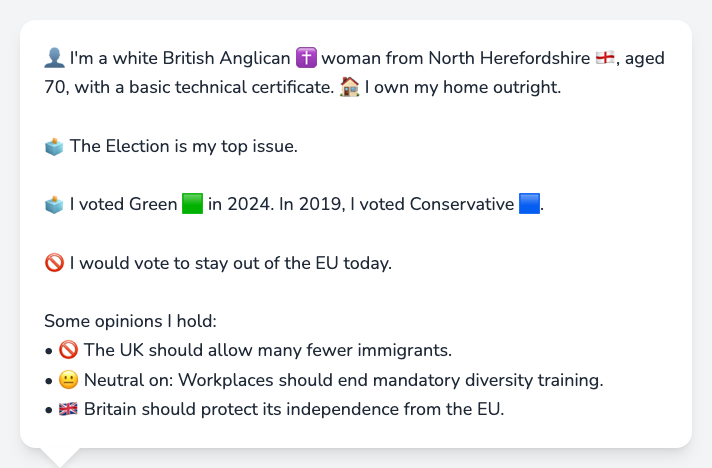 👤 I'm a white British Anglican ✝️ woman from North Herefordshire 🏴󠁧󠁢󠁥󠁮󠁧󠁿, aged
70, with a basic technical certificate. 🏠 I own my home outright.
🗳️ The Election is my top issue.
🗳️ I voted Green 🟩 in 2024. In 2019, I voted Conservative 🟦.
🚫 I would vote to stay out of the EU today.
Some opinions I hold:
• 🚫 The UK should allow many fewer immigrants.
• 😐 Neutral on: Workplaces should end mandatory diversity training.
• 🇬🇧 Britain should protect its independence from the EU.